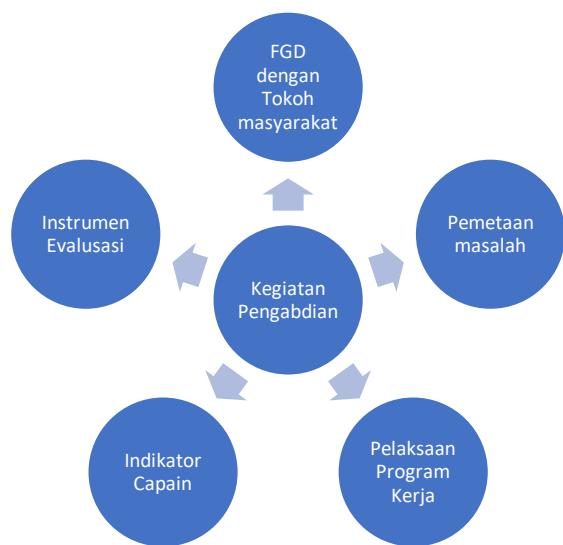 FGD
dengan
Tokoh
masyarakat
Instrumen
Evalusasi
Pemetaan
masalah
Kegiatan
Pengabdian
Indikator
Capain
Pelaksaan
Program
Kerja